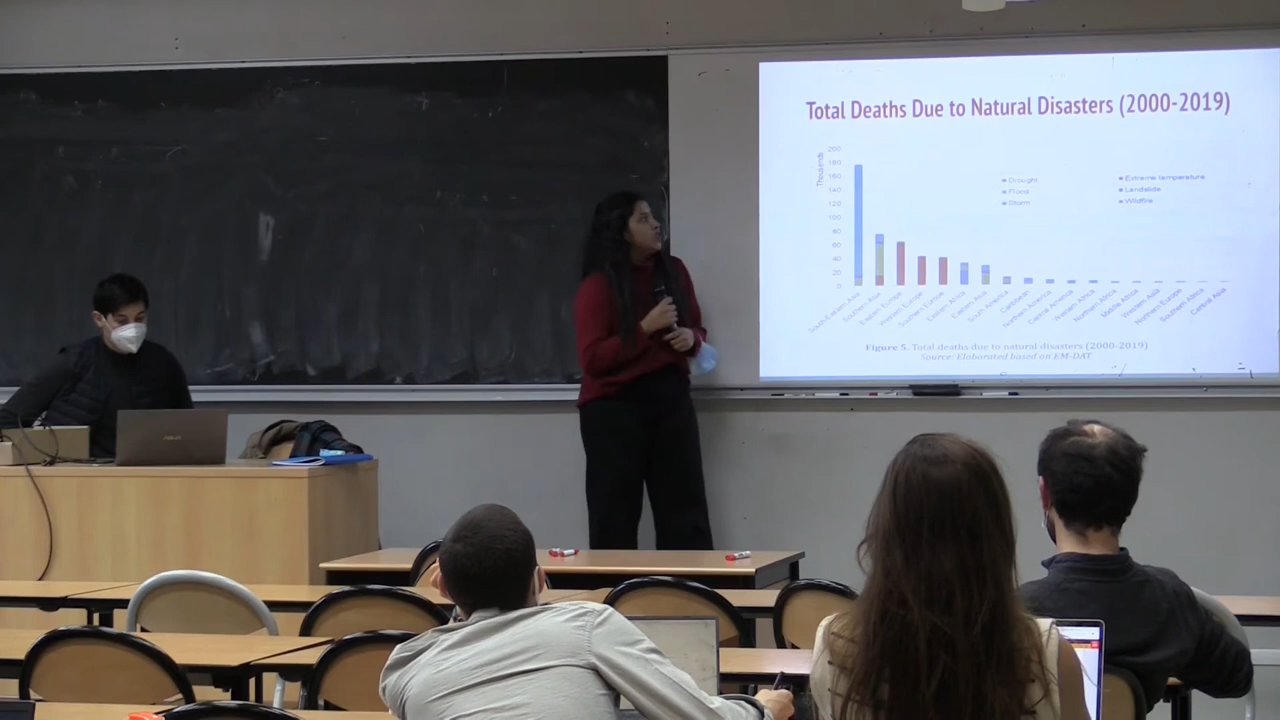 Total Deaths Due to Natural Disasters (2000-2019)
Thousands
200
180
160
140
120
100
80
60
40
20
0
Drought
Extreme temperature
Flood
Landslide
Storm
Wildfire
South-Eastern Asia
Southern Asia
Eastern Europe
Western Europe
Southern Europe
Eastern Africa
Eastern Asia
South America
Caribbean
Northern America
Central America
Western Africa
Northern Africa
Middle Africa
Western Asia
Northern Europe
Southern Africa
Central Asia
Figure 5. Total deaths due to natural disasters (2000-2019)
Source: Elaborated based on EM-DAT
ASUS